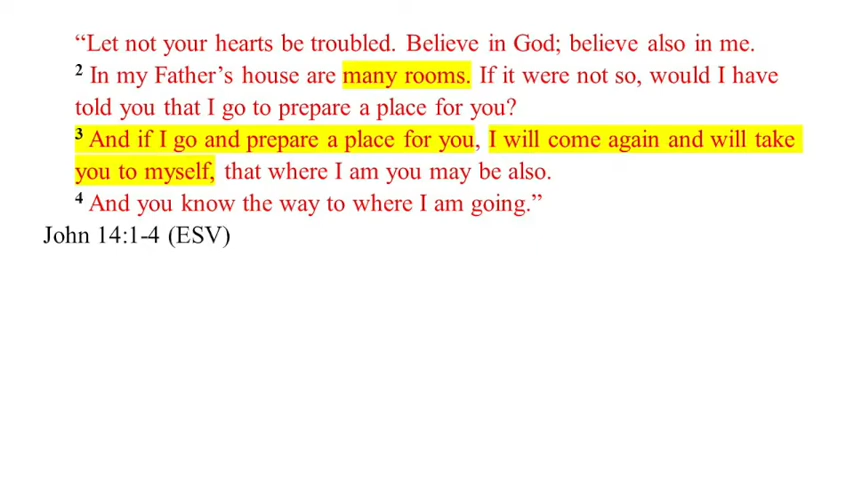 “Let not your hearts be troubled. Believe in God; believe also in me.
2 In my Father’s house are many rooms. If it were not so, would I have
told you that I go to prepare a place for you?
3 And if I go and prepare a place for you, I will come again and will take
you to myself, that where I am you may be also.
4 And you know the way to where I am going.”
John 14:1-4 (ESV)